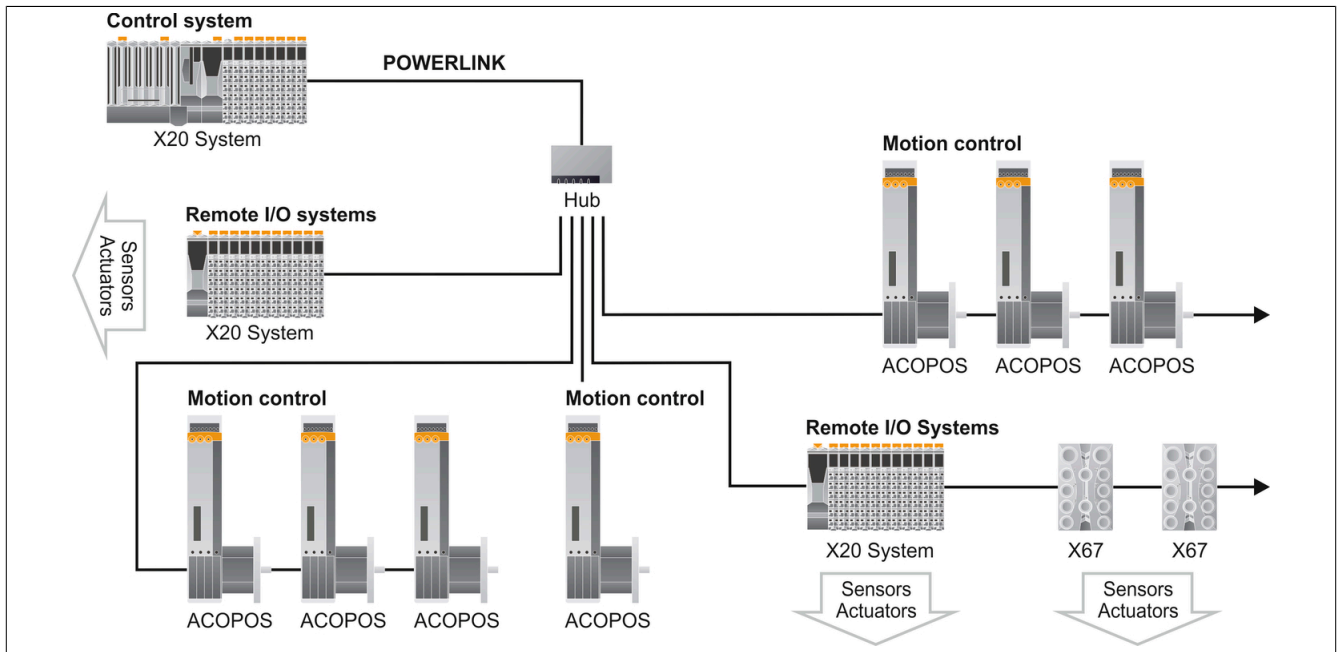 Control system
POWERLINK
X20 System
Hub
Motion control
ACOPOS
ACOPOS
ACOPOS
Remote I/O systems
Sensors
Actuators
X20 System
Motion control
ACOPOS
ACOPOS
ACOPOS
Motion control
ACOPOS
Remote I/O Systems
X20 System
X67
X67
Sensors
Actuators
Sensors
Actuators